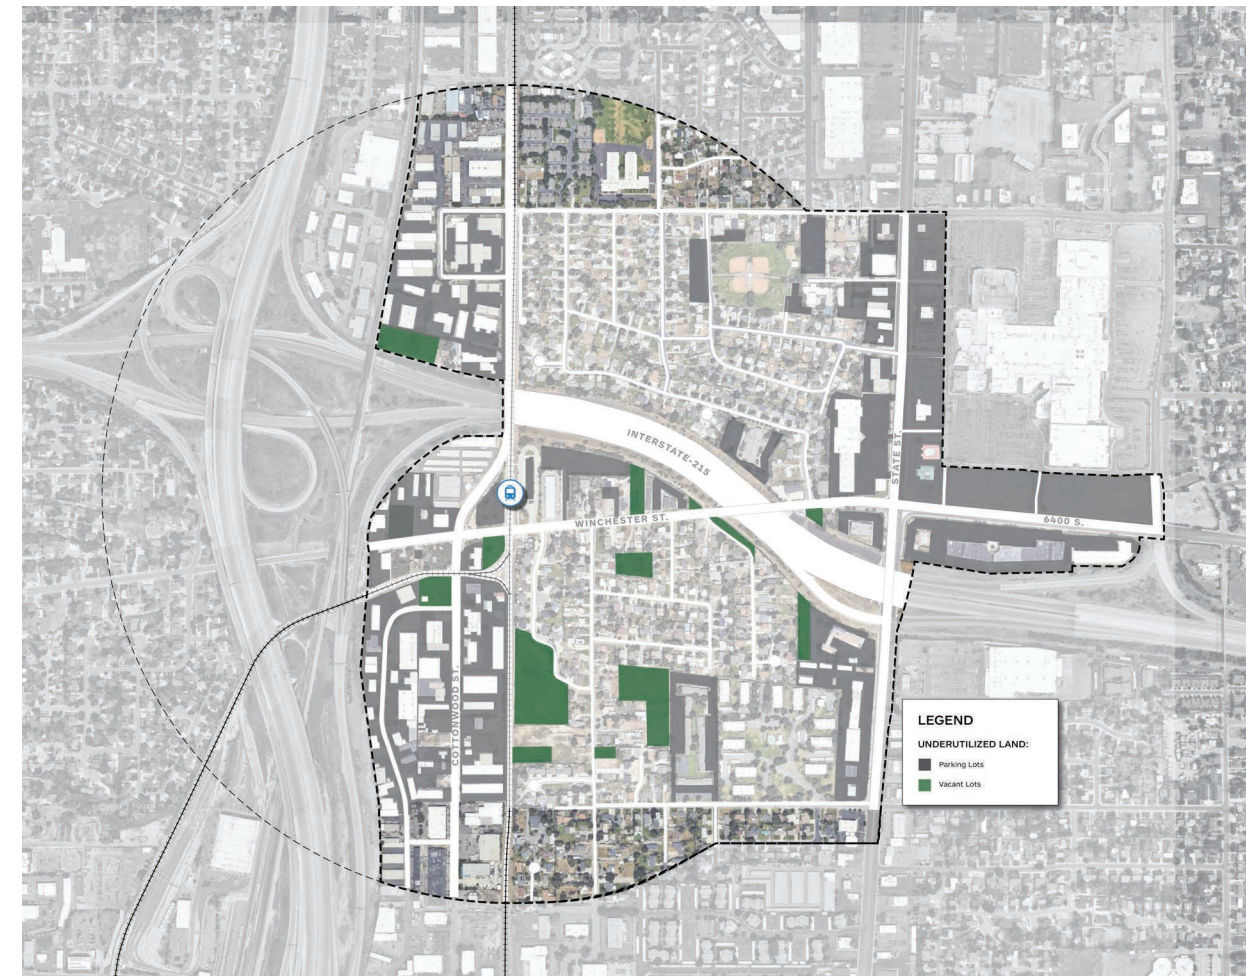 INTERSTATE-215
STATE ST.
WINCHESTER ST.
6400 S.
COTTONWOOD ST.
LEGEND
UNDERUTILIZED LAND:
Parking Lots
Vacant Lots